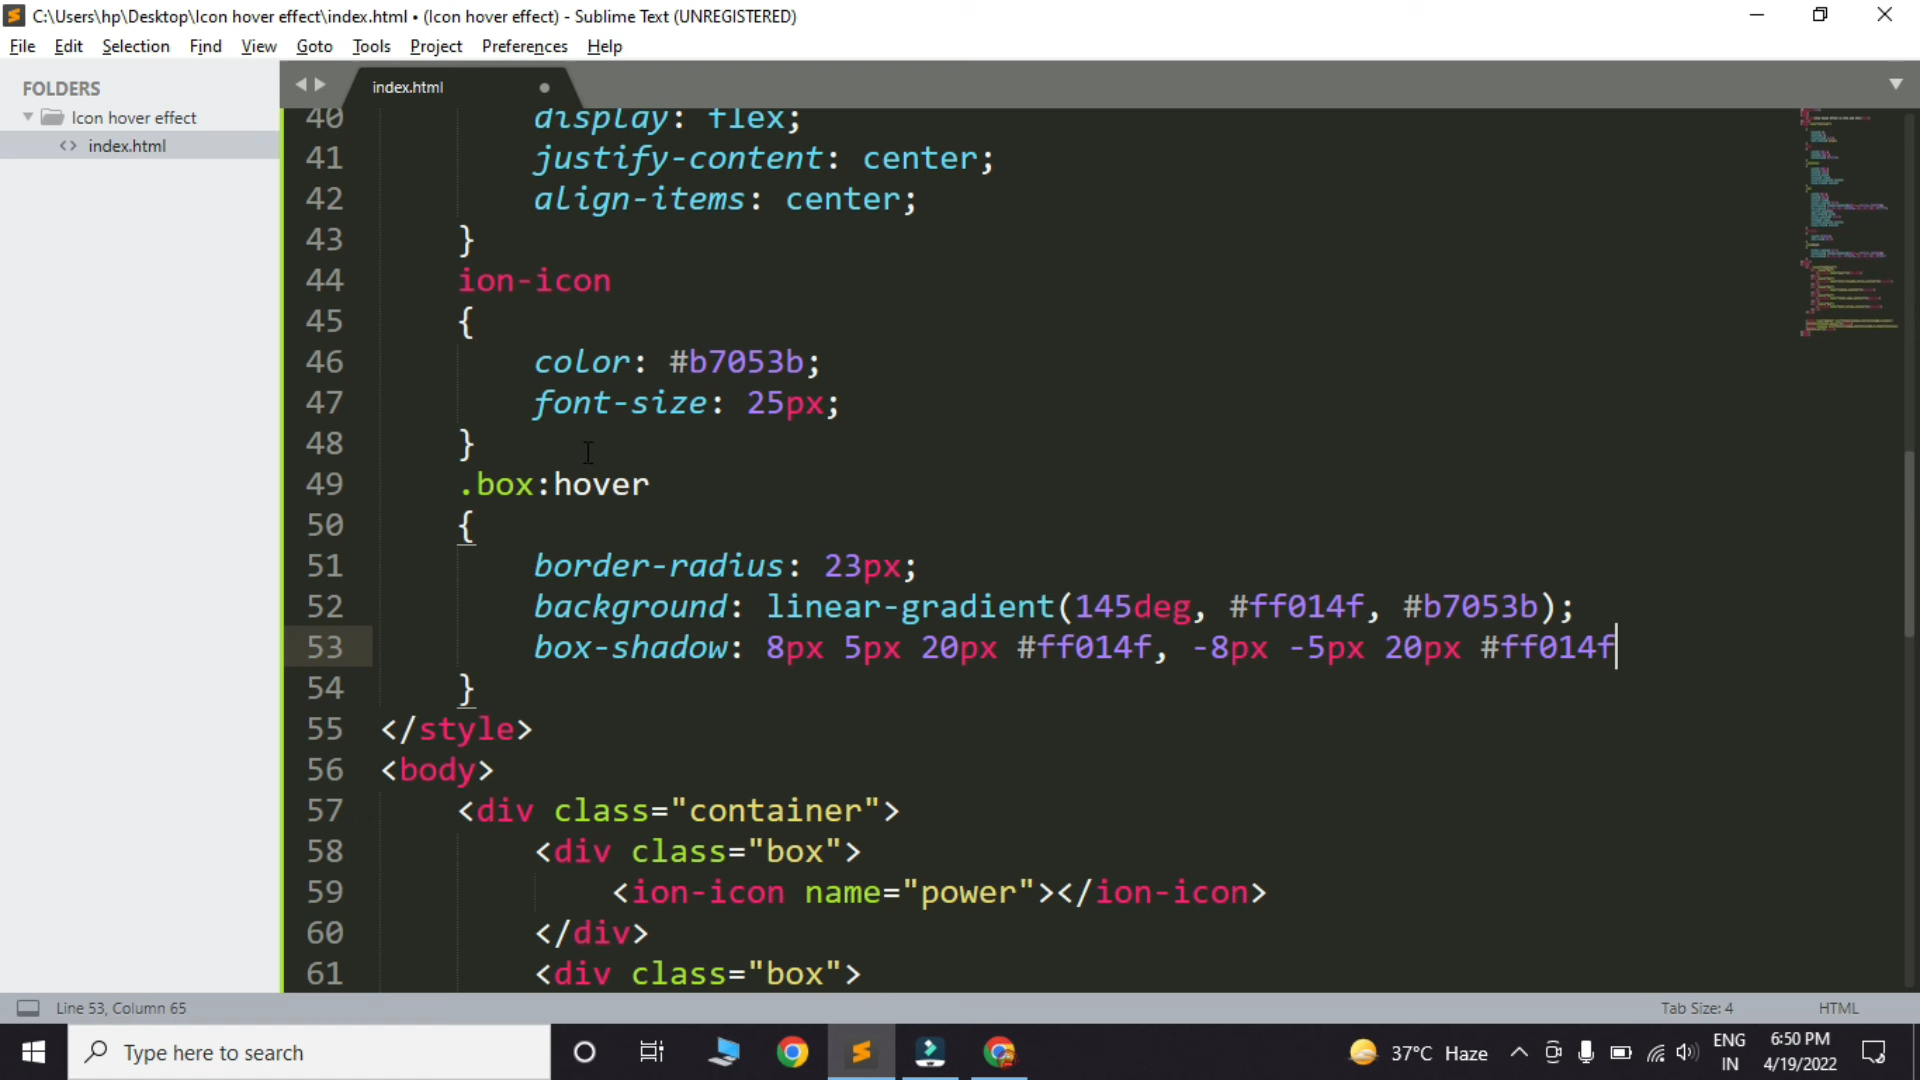 C:\Users\hp\Desktop\Icon hover effect\index.html • (Icon hover effect) - Sublime Text (UNREGISTERED)
File Edit Selection Find View Goto Tools Project Preferences Help
FOLDERS
Icon hover effect
<> index.html
index.html
40 display: flex;
41 justify-content: center;
42 align-items: center;
43 }
44 ion-icon
45 {
46 color: #b7053b;
47 font-size: 25px;
48 }
49 .box:hover
50 {
51 border-radius: 23px;
52 background: linear-gradient(145deg, #ff014f, #b7053b);
53 box-shadow: 8px 5px 20px #ff014f, -8px -5px 20px #ff014f
54 }
55 </style>
56 <body>
57 <div class="container">
58 <div class="box">
59 <ion-icon name="power"></ion-icon>
60 </div>
61 <div class="box">
Line 53, Column 65
Tab Size: 4
HTML
Type here to search
37°C Haze
ENG
IN
6:50 PM
4/19/2022